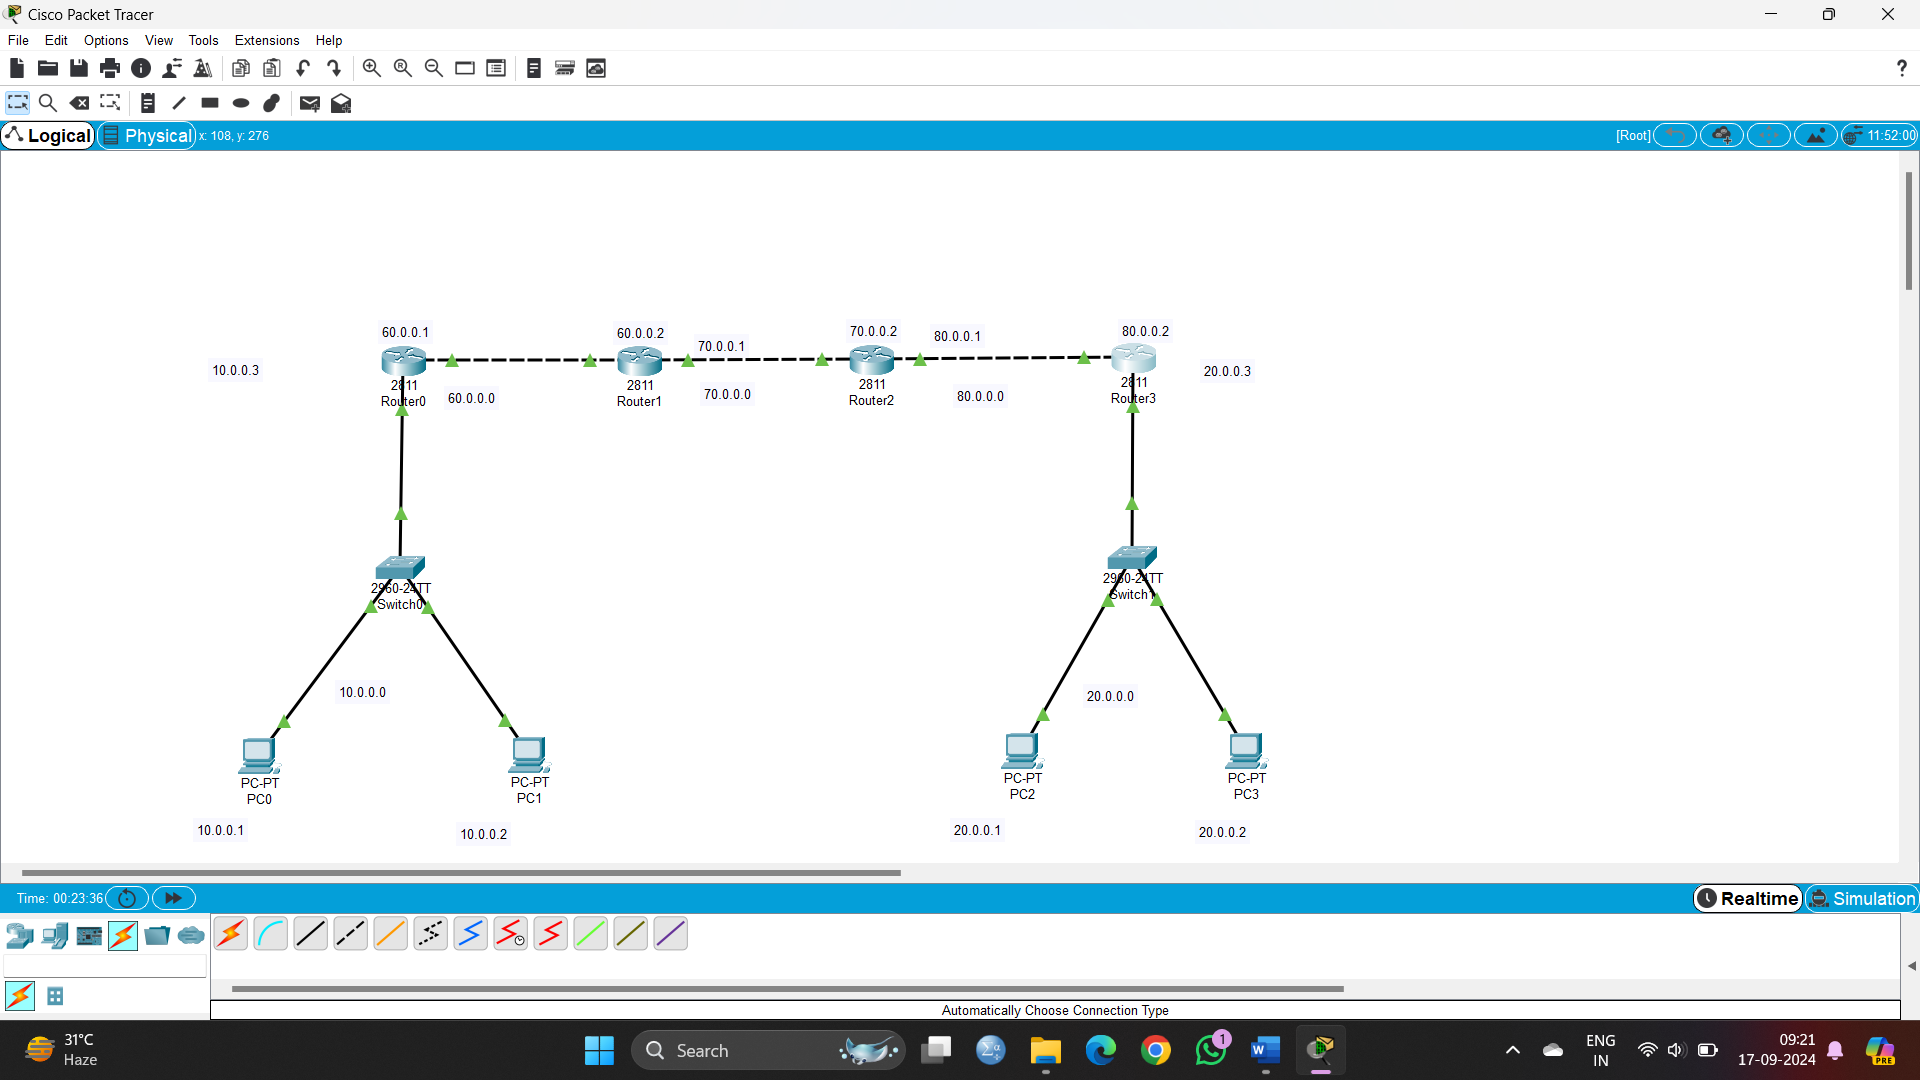 Cisco Packet Tracer
File Edit Options View Tools Extensions Help
?
Logical Physical x: 108, y: 276 [Root] 11:52:00
60.0.0.1 60.0.0.2 70.0.0.1 70.0.0.2 80.0.0.1 80.0.0.2
10.0.0.3 20.0.0.3
2811 2811 2811 2811
Router0 60.0.0.0 Router1 70.0.0.0 Router2 80.0.0.0 Router3
2960-24TT 2960-24TT
Switch0 Switch1
10.0.0.0 20.0.0.0
PC-PT PC-PT PC-PT PC-PT
PC0 PC1 PC2 PC3
10.0.0.1 10.0.0.2 20.0.0.1 20.0.0.2
Time: 00:23:36 Realtime Simulation
Automatically Choose Connection Type
31°C
Haze
Search
1
ENG
IN
09:21
17-09-2024
PRE